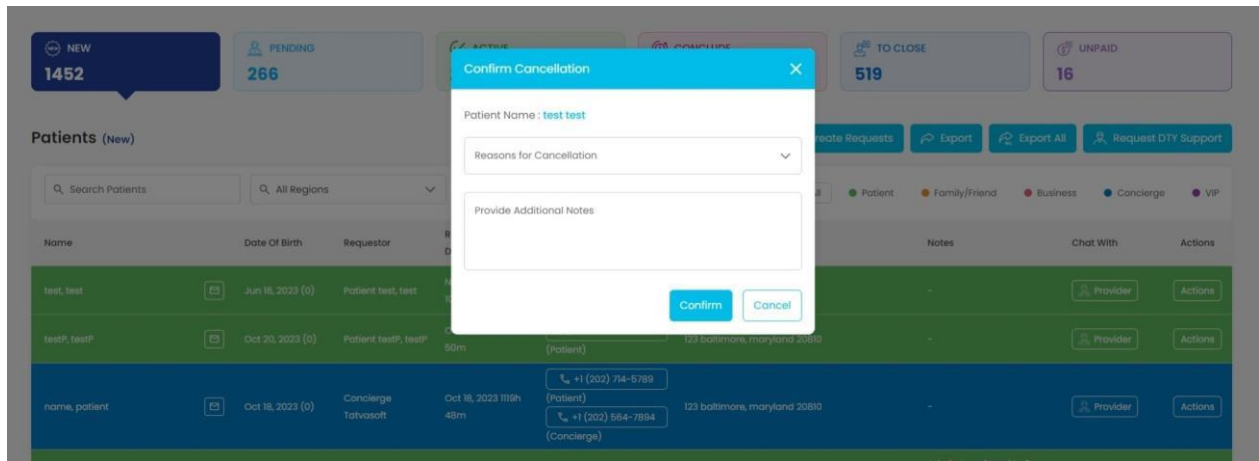 NEW
PENDING
ACTIVE
CONCLUDE
TO CLOSE
UNPAID
1452
266
519
16
Confirm Cancellation
Patient Name : test test
Reasons for Cancellation
Provide Additional Notes
Confirm
Cancel
Patients (New)
Create Requests
Export
Export All
Request DTY Support
Search Patients
All Regions
Patient
Family/Friend
Business
Concierge
VIP
Name
Date Of Birth
Requestor
Notes
Chat With
Actions
test, test
Jun 18, 2023 (0)
Patient test, test
-
Provider
Actions
testP, testP
Oct 20, 2023 (0)
Patient testP, testP
50m
(Patient)
123 baltimore, maryland 20810
-
Provider
Actions
name, patient
Oct 18, 2023 (0)
Concierge
Tatvasoft
Oct 18, 2023 1119h
48m
+1 (202) 714-5789
(Patient)
+1 (202) 564-7894
(Concierge)
123 baltimore, maryland 20810
-
Provider
Actions